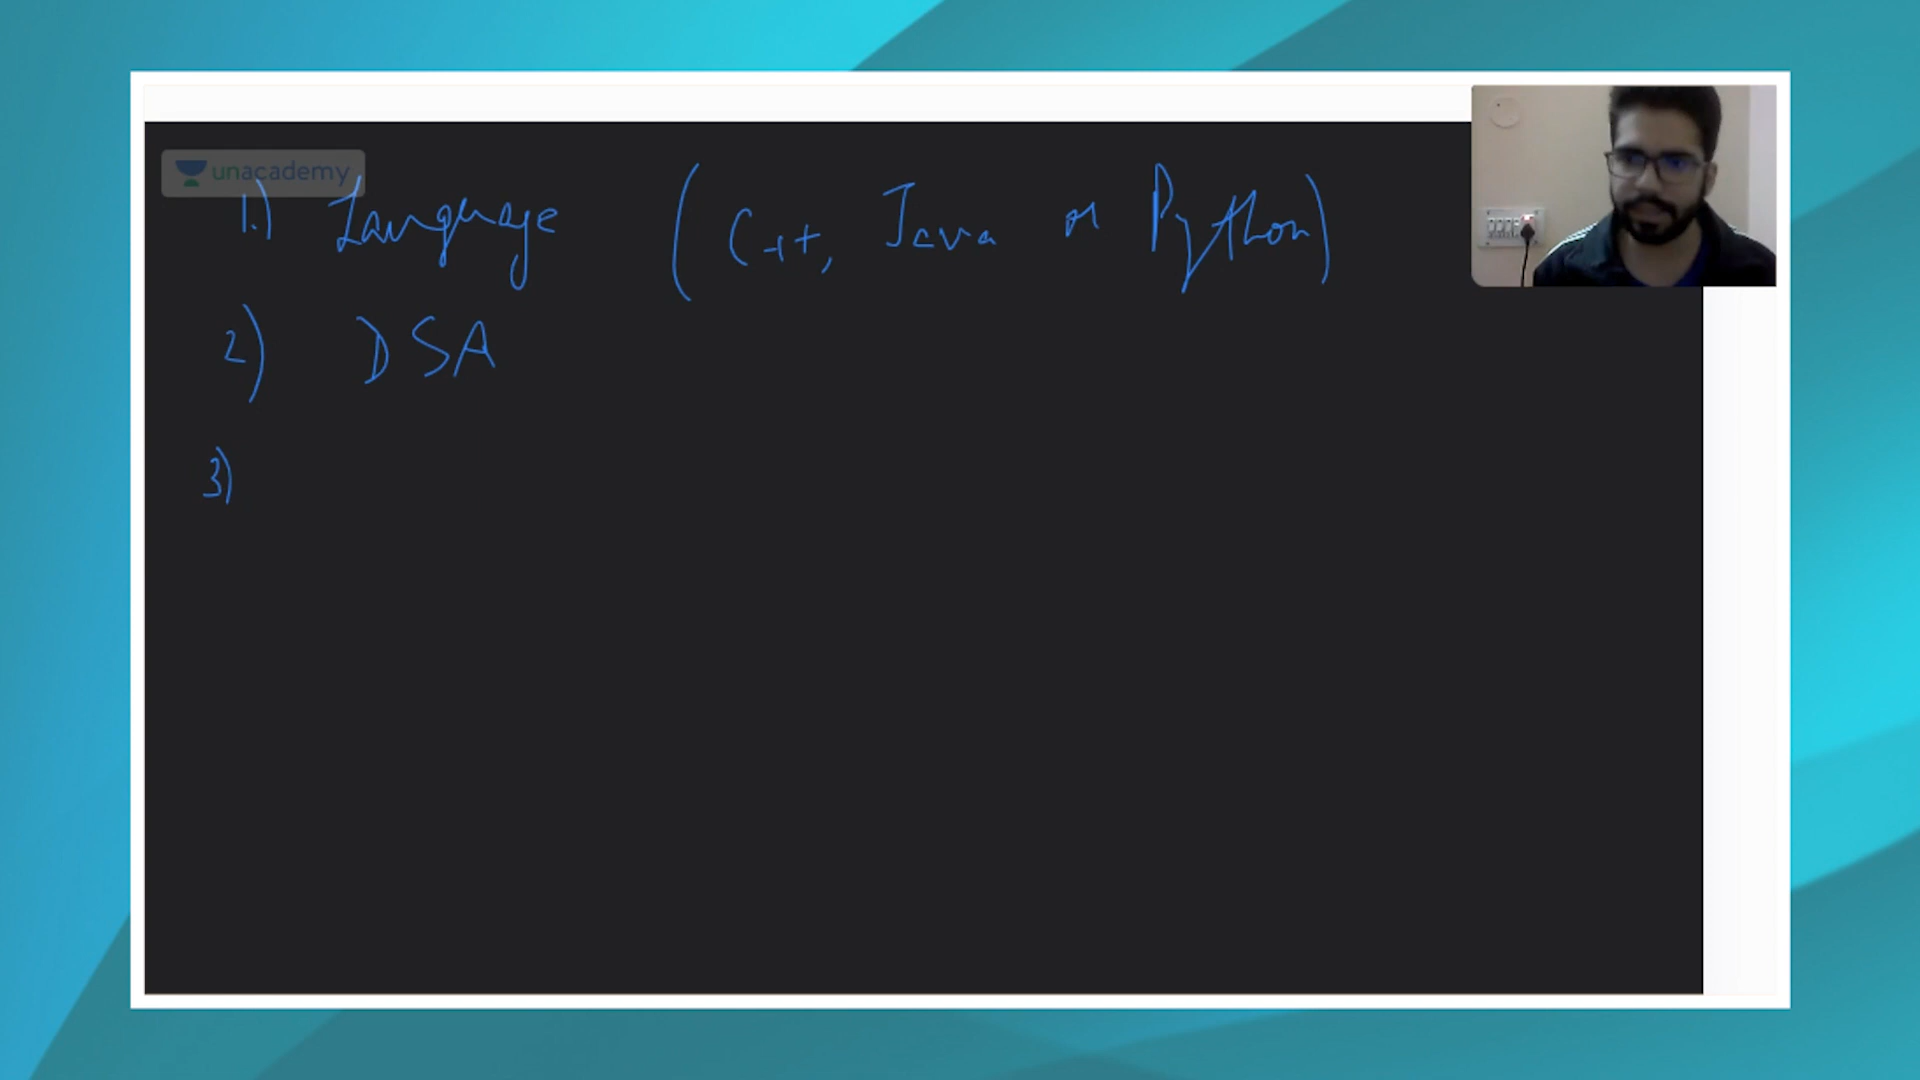 unacademy
1.) Language (C++, Java or Python)
2) DSA
3)